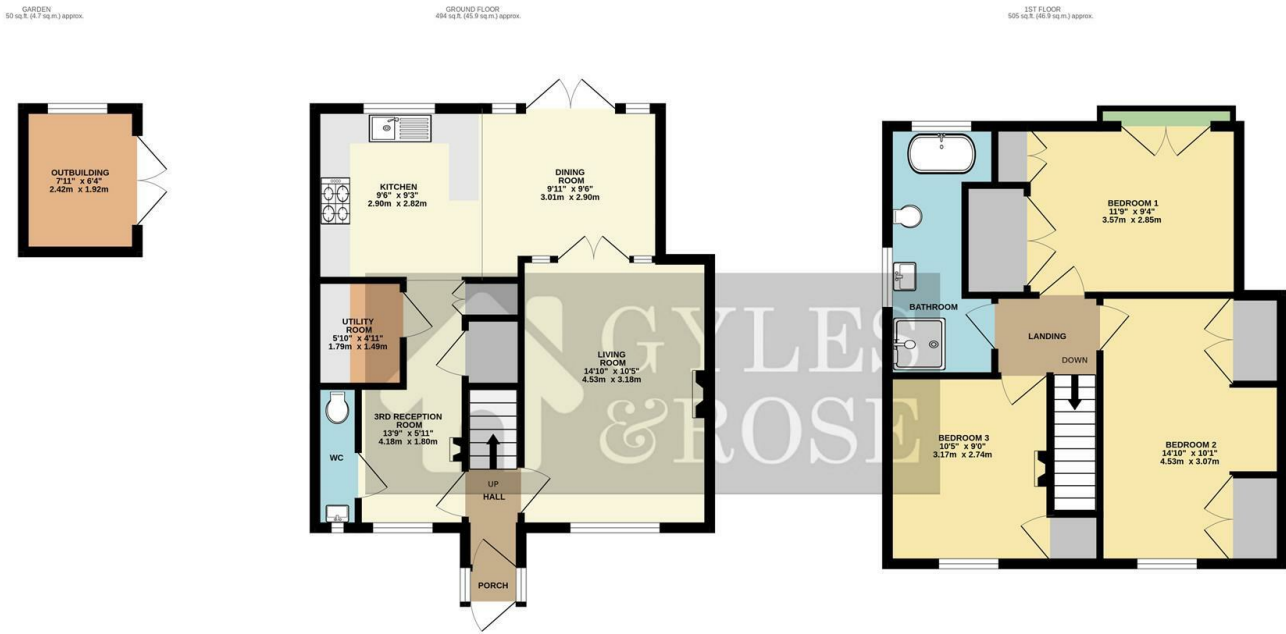 GARDEN
50 sq.ft. (4.7 sq.m.) approx.
GROUND FLOOR
494 sq.ft. (45.9 sq.m.) approx.
1ST FLOOR
505 sq.ft. (46.9 sq.m.) approx.
OUTBUILDING
7'11" x 6'4"
2.42m x 1.92m
KITCHEN
9'6" x 9'3"
2.90m x 2.82m
DINING
ROOM
9'11" x 9'6"
3.01m x 2.90m
UTILITY
ROOM
5'10" x 4'11"
1.79m x 1.49m
LIVING
ROOM
14'10" x 10'5"
4.53m x 3.18m
3RD RECEPTION
ROOM
13'9" x 5'11"
4.18m x 1.80m
WC
UP
HALL
PORCH
BEDROOM 1
11'9" x 9'4"
3.57m x 2.85m
BATHROOM
LANDING
DOWN
BEDROOM 3
10'5" x 9'0"
3.17m x 2.74m
BEDROOM 2
14'10" x 10'1"
4.53m x 3.07m
GYLES
&ROSE